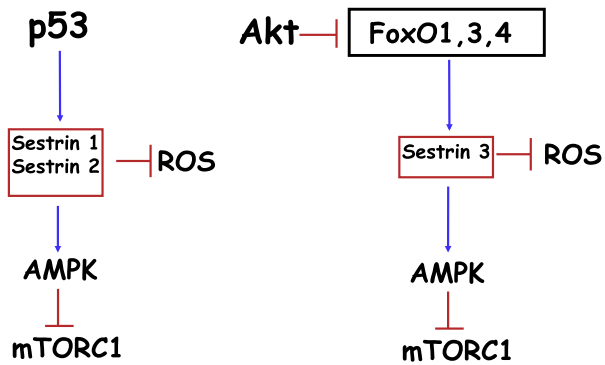 p53
Sestrin 1
Sestrin 2
ROS
AMPK
mTORC1
Akt
FoxO1,3,4
Sestrin 3
ROS
AMPK
mTORC1